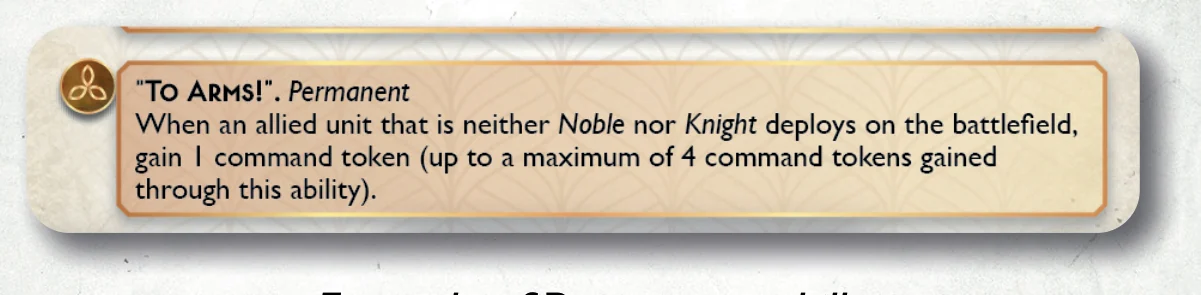 "To Arms!". Permanent
When an allied unit that is neither Noble nor Knight deploys on the battlefield,
gain 1 command token (up to a maximum of 4 command tokens gained
through this ability).